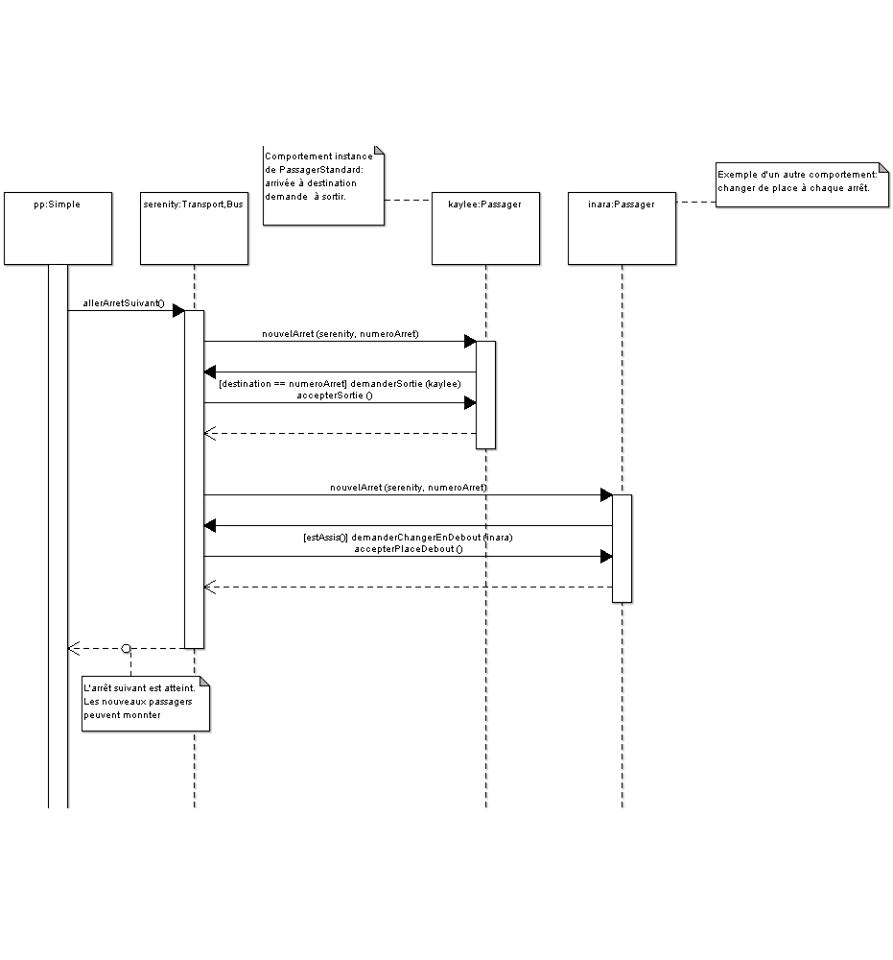 Comportement instance
de PassagerStandard:
arrivée à destination
demande à sortir.
Exemple d'un autre comportement:
changer de place à chaque arrêt.
pp:Simple
serenity:Transport,Bus
kaylee:Passager
inara:Passager
allerArretSuivant()
nouvelArret (serenity, numeroArret)
[destination == numeroArret] demanderSortie (kaylee)
accepterSortie ()
nouvelArret (serenity, numeroArret)
[estAssis()] demanderChangerEnDebout (inara)
accepterPlaceDebout ()
L'arrêt suivant est atteint.
Les nouveaux passagers
peuvent monnter